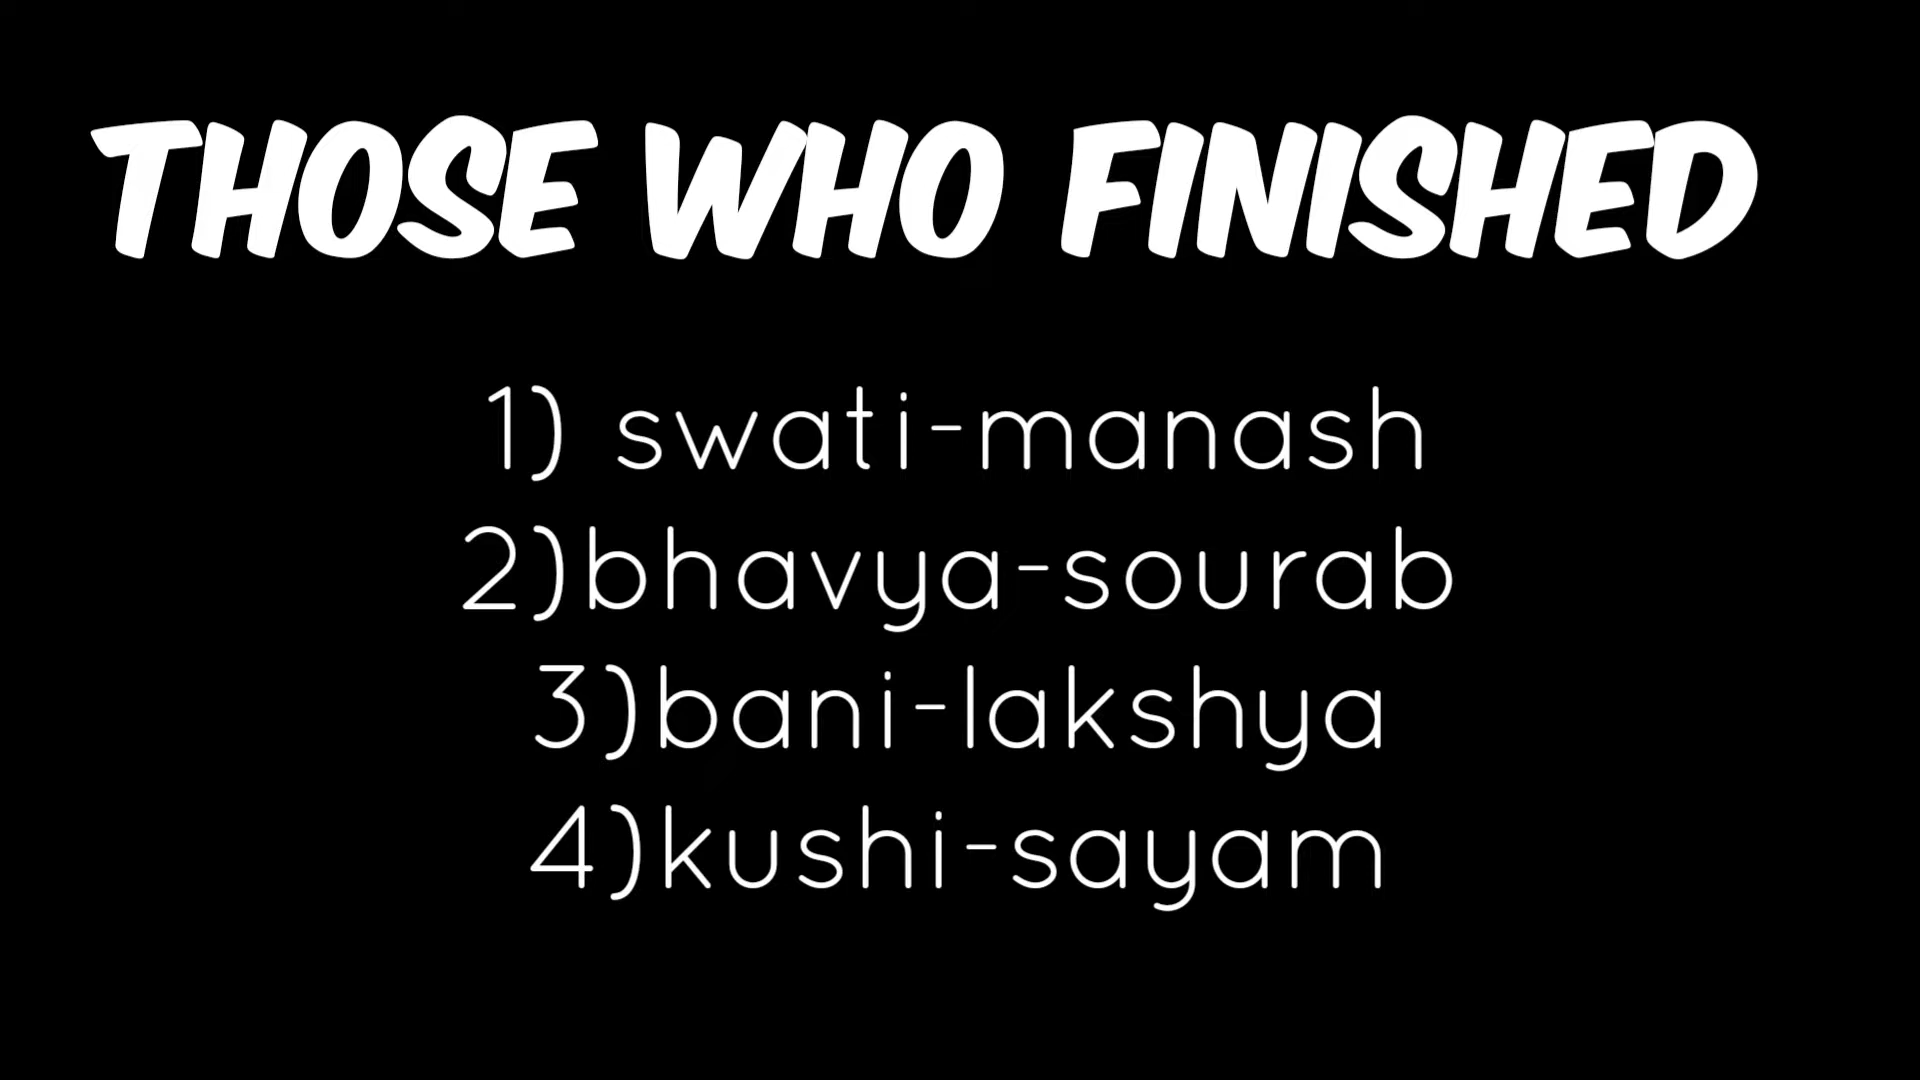 THOSE WHO FINISHED
1) swati-manash
2)bhavya-sourab
3)bani-lakshya
4)kushi-sayam